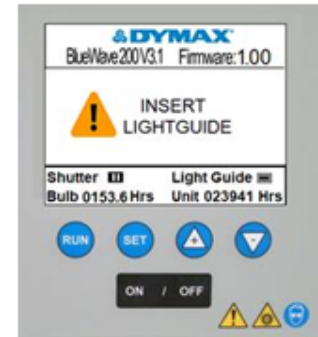 DYMAX
BlueWave 200 V3.1 Firmware:1.00
INSERT
LIGHTGUIDE
Shutter Light Guide
Bulb 0153.6 Hrs Unit 023941 Hrs
RUN SET + -
ON / OFF